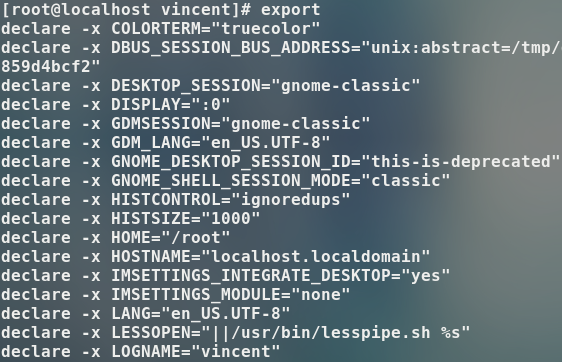 [root@localhost vincent]# export
declare -x COLORTERM="truecolor"
declare -x DBUS_SESSION_BUS_ADDRESS="unix:abstract=/tmp/
859d4bcf2"
declare -x DESKTOP_SESSION="gnome-classic"
declare -x DISPLAY=":0"
declare -x GDMSESSION="gnome-classic"
declare -x GDM_LANG="en_US.UTF-8"
declare -x GNOME_DESKTOP_SESSION_ID="this-is-deprecated"
declare -x GNOME_SHELL_SESSION_MODE="classic"
declare -x HISTCONTROL="ignoredups"
declare -x HISTSIZE="1000"
declare -x HOME="/root"
declare -x HOSTNAME="localhost.localdomain"
declare -x IMSETTINGS_INTEGRATE_DESKTOP="yes"
declare -x IMSETTINGS_MODULE="none"
declare -x LANG="en_US.UTF-8"
declare -x LESSOPEN="||/usr/bin/lesspipe.sh %s"
declare -x LOGNAME="vincent"